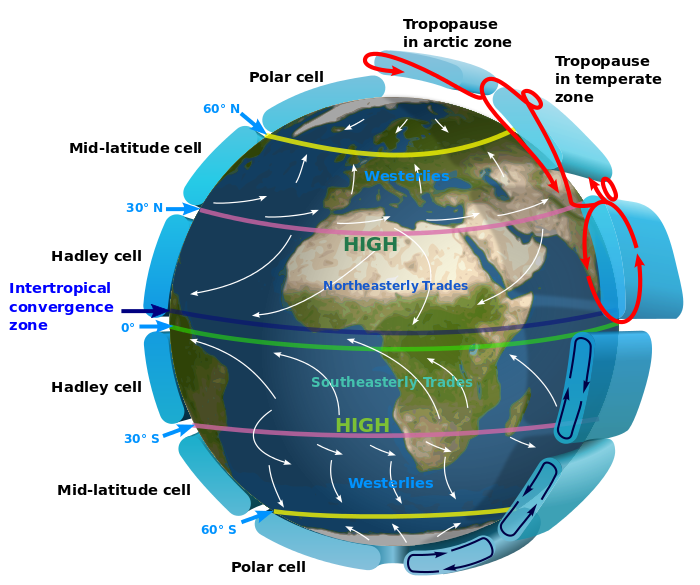 Tropopause
in arctic zone
Tropopause
in temperate
zone
Polar cell
60° N
Mid-latitude cell
Westerlies
30° N
HIGH
Hadley cell
Northeasterly Trades
Intertropical
convergence
zone
0°
Hadley cell
Southeasterly Trades
HIGH
30° S
Mid-latitude cell
Westerlies
60° S
Polar cell